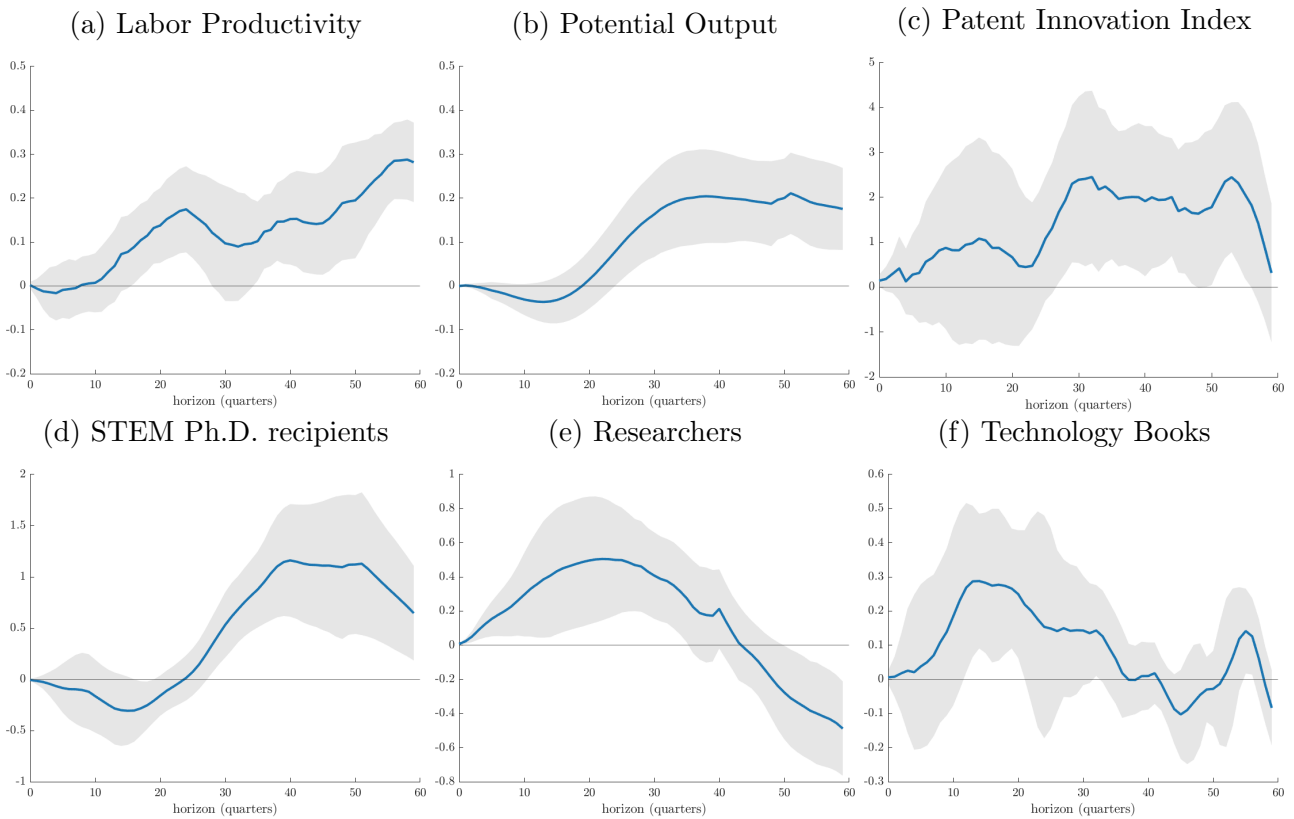 (a) Labor Productivity
(b) Potential Output
(c) Patent Innovation Index
0.5
0.4
0.3
0.2
0.1
0
-0.1
-0.2
0 10 20 30 40 50 60
horizon (quarters)
0.5
0.4
0.3
0.2
0.1
0
-0.1
-0.2
0 10 20 30 40 50 60
horizon (quarters)
5
4
3
2
1
0
-1
-2
0 10 20 30 40 50 60
horizon (quarters)
(d) STEM Ph.D. recipients
(e) Researchers
(f) Technology Books
2
1.5
1
0.5
0
-0.5
-1
0 10 20 30 40 50 60
horizon (quarters)
1
0.8
0.6
0.4
0.2
0
-0.2
-0.4
-0.6
-0.8
0 10 20 30 40 50 60
horizon (quarters)
0.6
0.5
0.4
0.3
0.2
0.1
0
-0.1
-0.2
-0.3
0 10 20 30 40 50 60
horizon (quarters)